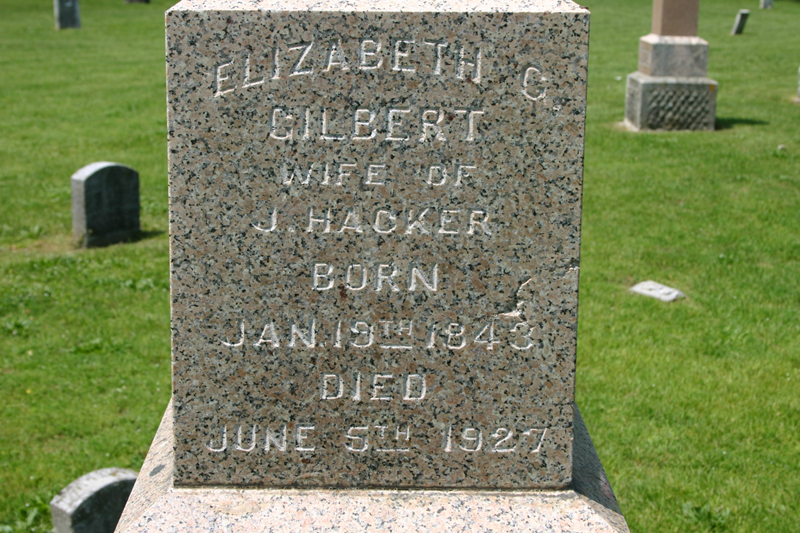 ELIZABETH C.
GILBERT
WIFE OF
J. HACKER
BORN
JAN. 19TH 1843
DIED
JUNE 5TH 1927